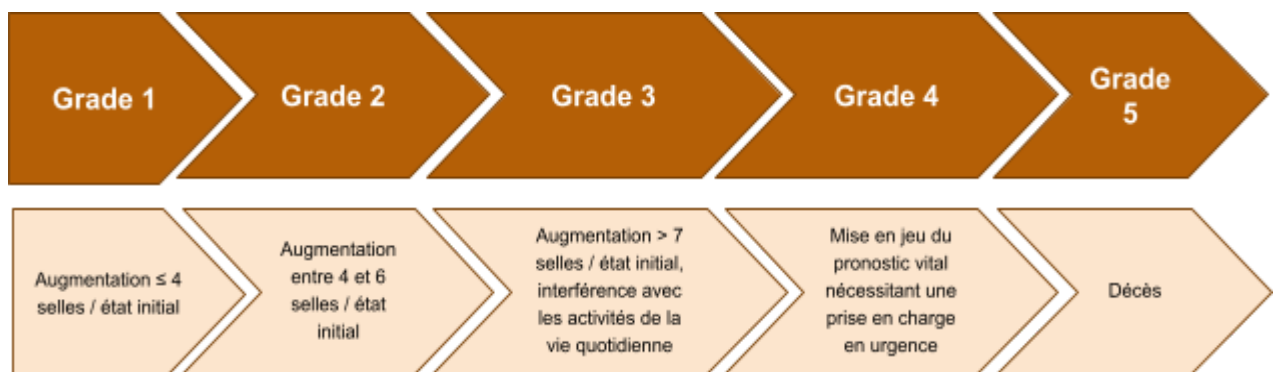 Grade 1
Grade 2
Grade 3
Grade 4
Grade
5
Augmentation ≤ 4
selles / état initial
Augmentation
entre 4 et 6
selles / état
initial
Augmentation > 7
selles / état initial,
interférence avec
les activités de la
vie quotidienne
Mise en jeu du
pronostic vital
nécessitant une
prise en charge
en urgence
Décès